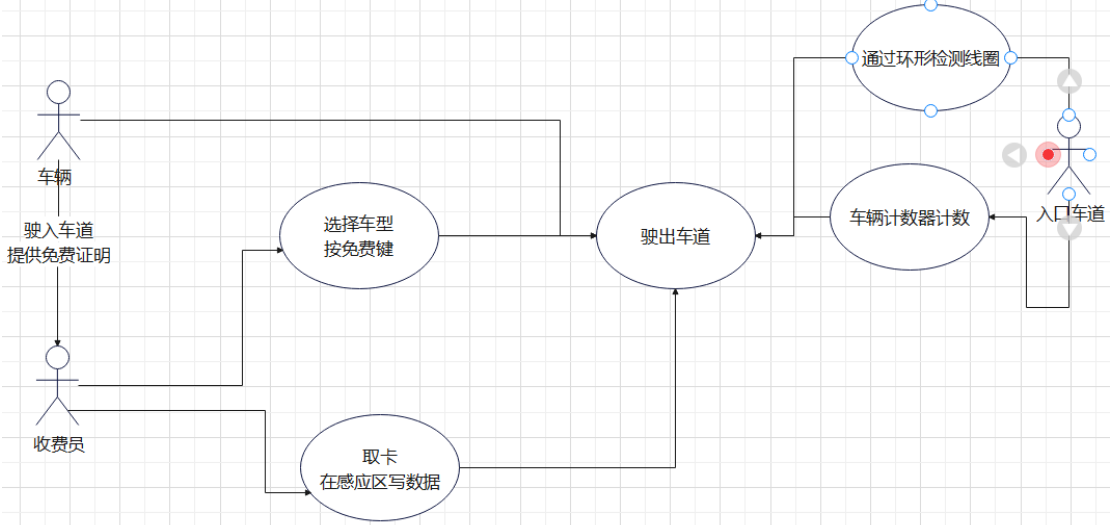 通过环形检测线圈
车辆
选择车型
按免费键
驶出车道
车辆计数器计数
入口车道
驶入车道
提供免费证明
收费员
取卡
在感应区写数据